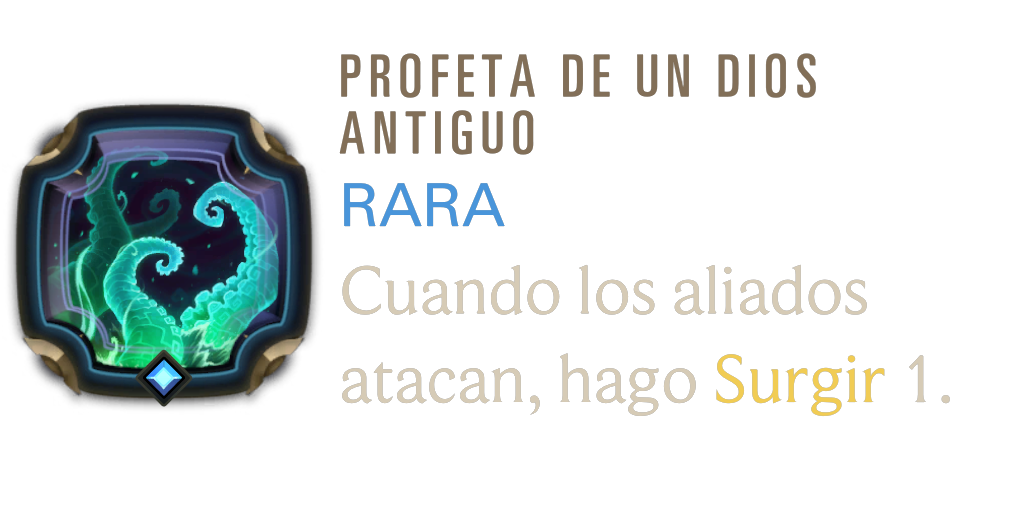 PROFETA DE UN DIOS
ANTIGUO
RARA
Cuando los aliados
atacan, hago Surgir 1.